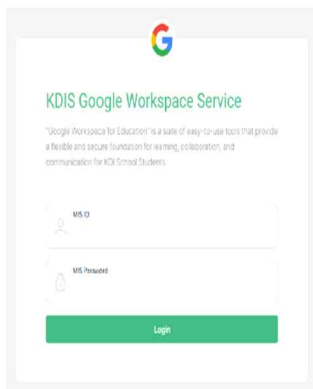 KDIS Google Workspace Service
"Google Workspace for Education" is a suite of easy-to-use tools that provide
a flexible and secure foundation for learning, collaboration, and
communication for KDI School Students
MIS ID
MIS Password
Login